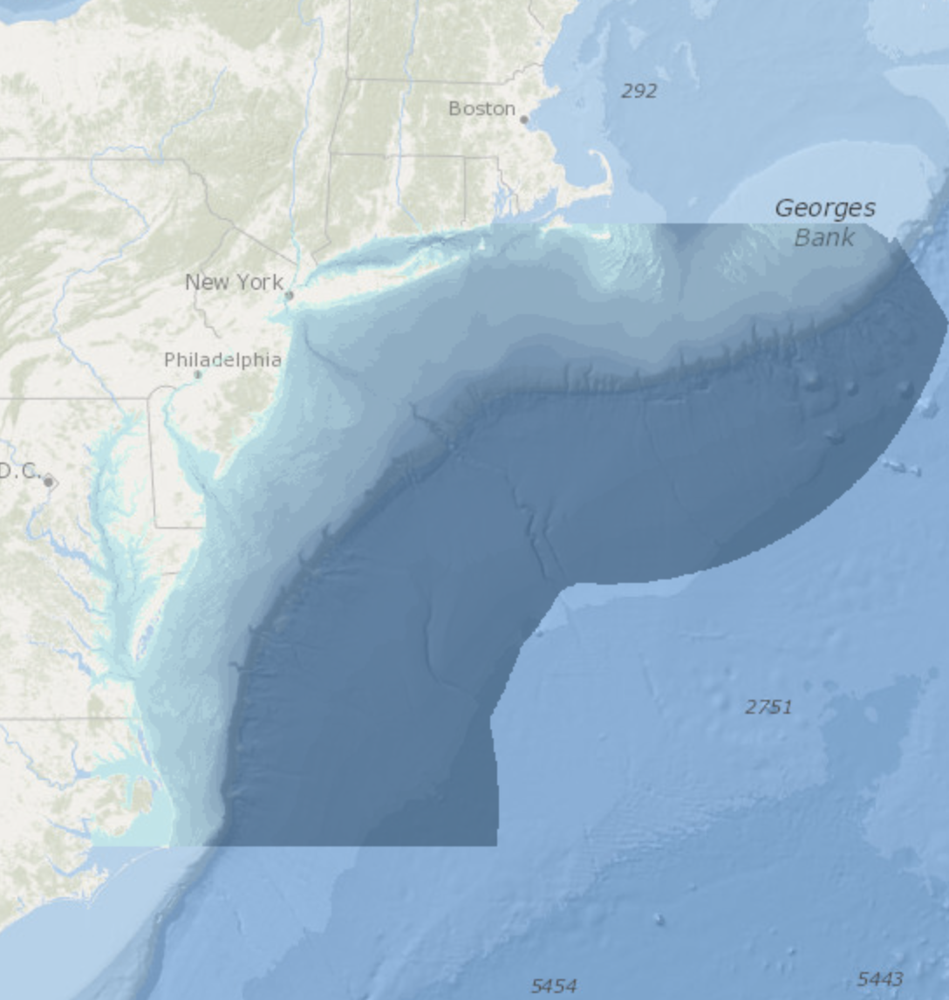 292
Boston
Georges
Bank
New York
Philadelphia
D.C.
2751
5454
5443